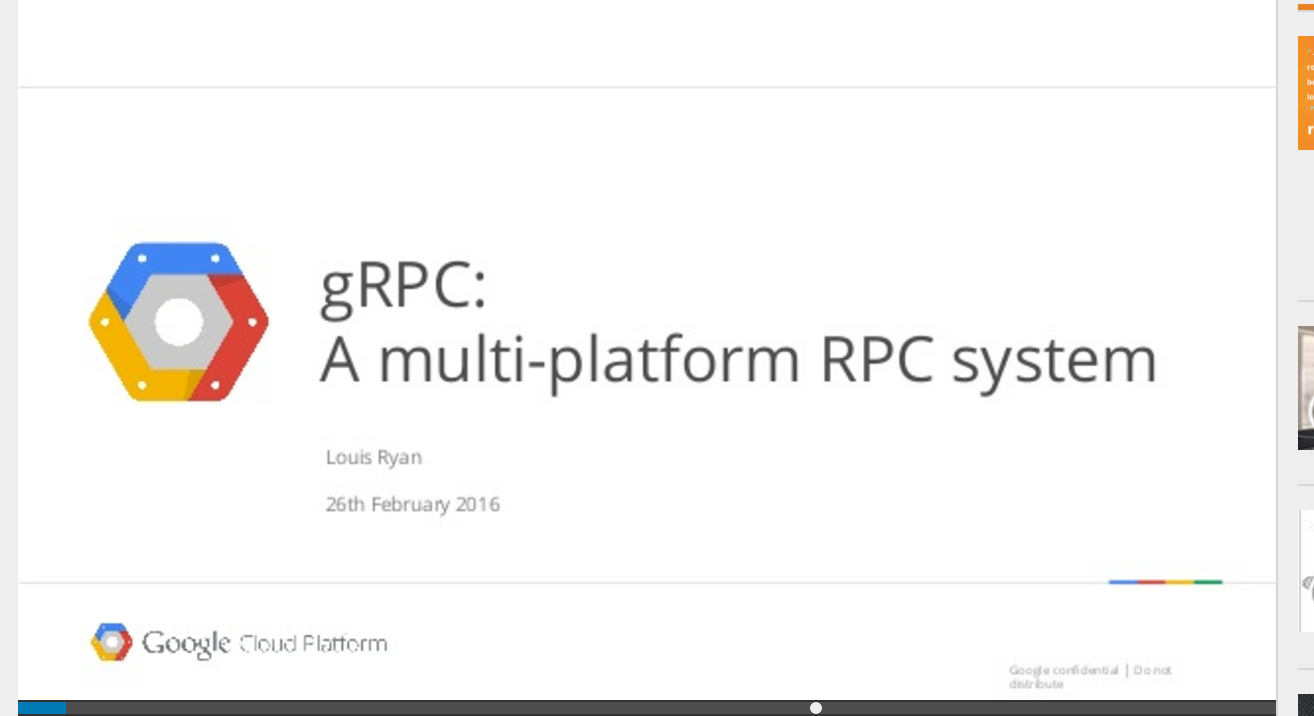 gRPC:
A multi-platform RPC system
Louis Ryan
26th February 2016
Google Cloud Platform
Google confidential | Do not
distribute